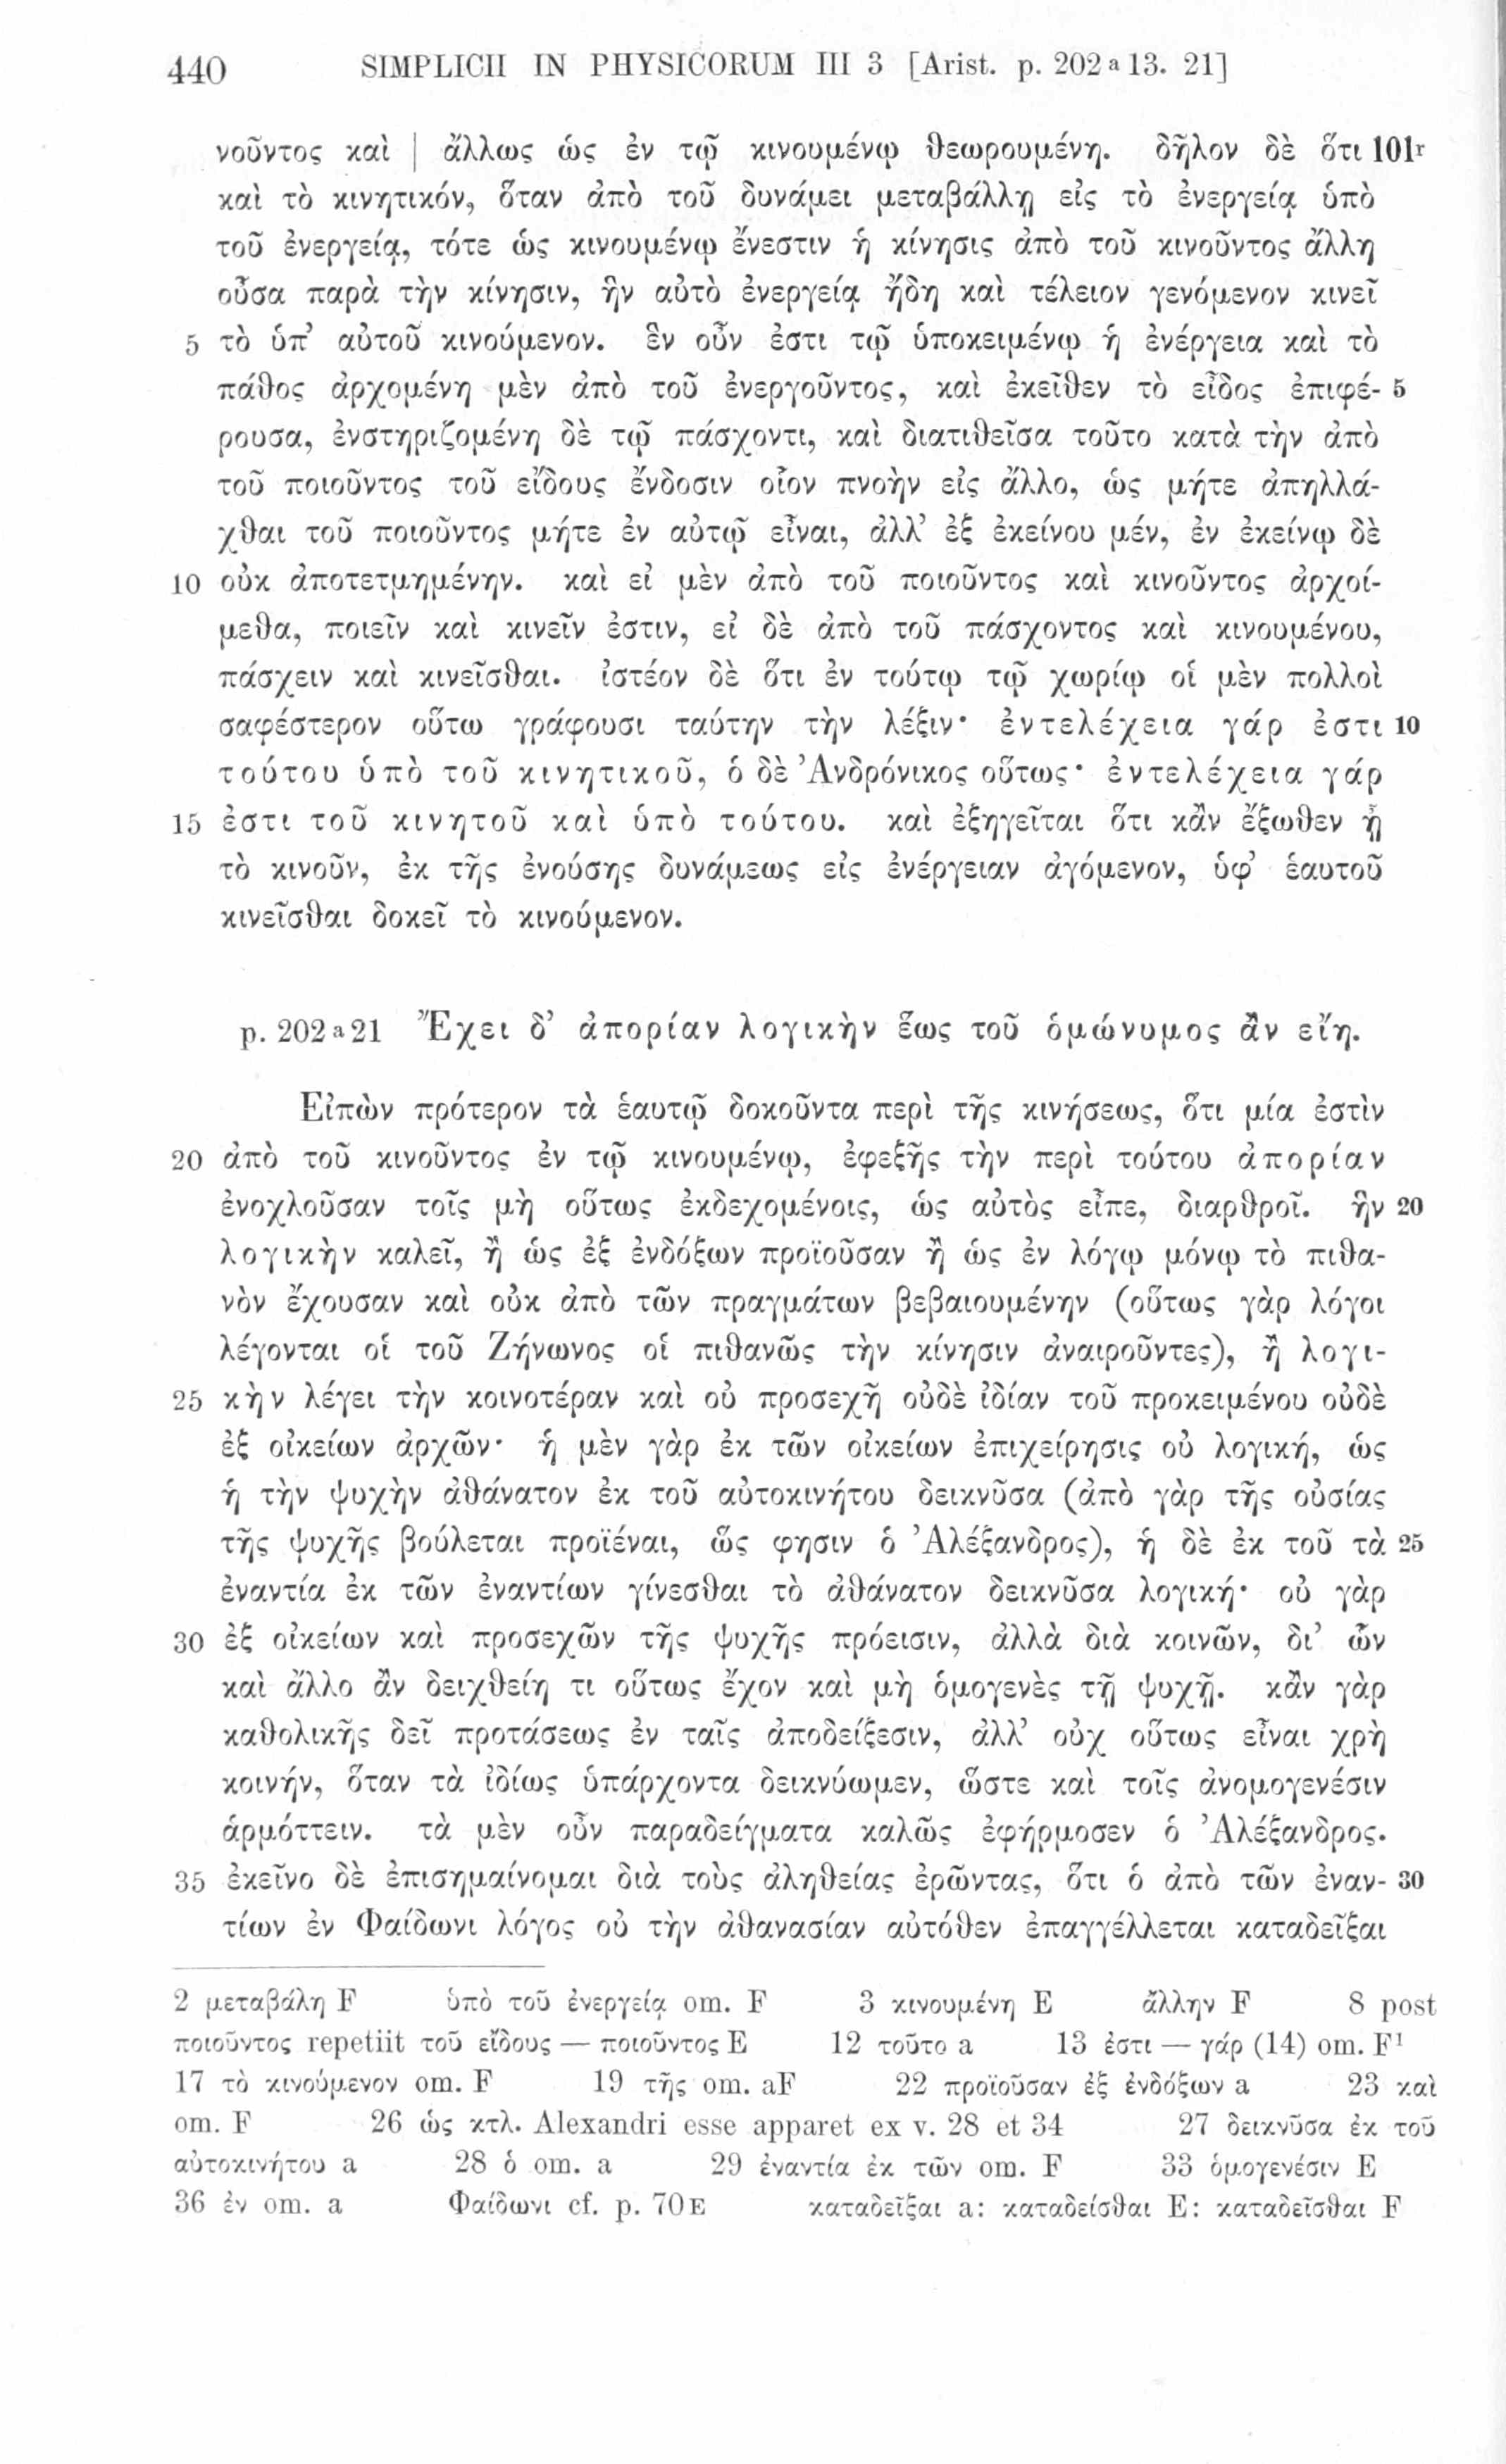 440 SIMPLICII IN PHYSICORUM III 3 [Arist. p. 202 a 13. 21]
νοῦντος καὶ | ἄλλως ὡς ἐν τῷ κινουμένῳ θεωρουμένη. δῆλον δὲ ὅτι 101r
καὶ τὸ κινητικόν, ὅταν ἀπὸ τοῦ δυνάμει μεταβάλλῃ εἰς τὸ ἐνεργείᾳ ὑπὸ
τοῦ ἐνεργείᾳ, τότε ὡς κινουμένῳ ἔνεστιν ἡ κίνησις ἀπὸ τοῦ κινοῦντος ἄλλη
οὖσα παρὰ τὴν κίνησιν, ἣν αὐτὸ ἐνεργείᾳ ἤδη καὶ τέλειον γενόμενον κινεῖ
5 τὸ ὑπ’ αὐτοῦ κινούμενον. ἓν οὖν ἐστι τῷ ὑποκειμένῳ ἡ ἐνέργεια καὶ τὸ
πάθος ἀρχομένη μὲν ἀπὸ τοῦ ἐνεργοῦντος, καὶ ἐκεῖθεν τὸ εἶδος ἐπιφέ- 5
ρουσα, ἐνστηριζομένη δὲ τῷ πάσχοντι, καὶ διατιθεῖσα τοῦτο κατὰ τὴν ἀπὸ
τοῦ ποιοῦντος τοῦ εἴδους ἔνδοσιν οἷον πνοὴν εἰς ἄλλο, ὡς μήτε ἀπηλλά-
χθαι τοῦ ποιοῦντος μήτε ἐν αὐτῷ εἶναι, ἀλλ’ ἐξ ἐκείνου μέν, ἐν ἐκείνῳ δὲ
10 οὐκ ἀποτετμημένην. καὶ εἰ μὲν ἀπὸ τοῦ ποιοῦντος καὶ κινοῦντος ἀρχοί-
μεθα, ποιεῖν καὶ κινεῖν ἐστιν, εἰ δὲ ἀπὸ τοῦ πάσχοντος καὶ κινουμένου,
πάσχειν καὶ κινεῖσθαι. ἰστέον δὲ ὅτι ἐν τούτῳ τῷ χωρίῳ οἱ μὲν πολλοὶ
σαφέστερον οὕτω γράφουσι ταύτην τὴν λέξιν· ἐντελέχεια γάρ ἐστι 10
τούτου ὑπὸ τοῦ κινητικοῦ, ὁ δὲ Ἀνδρόνικος οὕτως· ἐντελέχεια γάρ
15 ἐστι τοῦ κινητοῦ καὶ ὑπὸ τούτου. καὶ ἐξηγεῖται ὅτι κἂν ἔξωθεν ᾖ
τὸ κινοῦν, ἐκ τῆς ἐνούσης δυνάμεως εἰς ἐνέργειαν ἀγόμενον, ὑφ’ ἑαυτοῦ
κινεῖσθαι δοκεῖ τὸ κινούμενον.
p. 202 a 21 Ἔχει δ’ ἀπορίαν λογικὴν ἕως τοῦ ὁμώνυμος ἂν εἴη.
Εἰπὼν πρότερον τὰ ἑαυτῷ δοκοῦντα περὶ τῆς κινήσεως, ὅτι μία ἐστὶν
20 ἀπὸ τοῦ κινοῦντος ἐν τῷ κινουμένῳ, ἐφεξῆς τὴν περὶ τούτου ἀπορίαν
ἐνοχλοῦσαν τοῖς μὴ οὕτως ἐκδεχομένοις, ὡς αὐτὸς εἶπε, διαρθροῖ. ἣν 20
λογικὴν καλεῖ, ἢ ὡς ἐξ ἐνδόξων προϊοῦσαν ἢ ὡς ἐν λόγῳ μόνῳ τὸ πιθα-
νὸν ἔχουσαν καὶ οὐκ ἀπὸ τῶν πραγμάτων βεβαιουμένην (οὕτως γὰρ λόγοι
λέγονται οἱ τοῦ Ζήνωνος οἱ πιθανῶς τὴν κίνησιν ἀναιροῦντες), ἢ λογι-
25 κὴν λέγει τὴν κοινοτέραν καὶ οὐ προσεχῆ οὐδὲ ἰδίαν τοῦ προκειμένου οὐδὲ
ἐξ οἰκείων ἀρχῶν· ἡ μὲν γὰρ ἐκ τῶν οἰκείων ἐπιχείρησις οὐ λογική, ὡς
ἡ τὴν ψυχὴν ἀθάνατον ἐκ τοῦ αὐτοκινήτου δεικνῦσα (ἀπὸ γὰρ τῆς οὐσίας
τῆς ψυχῆς βούλεται προϊέναι, ὥς φησιν ὁ Ἀλέξανδρος), ἡ δὲ ἐκ τοῦ τὰ 25
ἐναντία ἐκ τῶν ἐναντίων γίνεσθαι τὸ ἀθάνατον δεικνῦσα λογική· οὐ γὰρ
30 ἐξ οἰκείων καὶ προσεχῶν τῆς ψυχῆς πρόεισιν, ἀλλὰ διὰ κοινῶν, δι’ ὧν
καὶ ἄλλο ἂν δειχθείη τι οὕτως ἔχον καὶ μὴ ὁμογενὲς τῇ ψυχῇ. κἂν γὰρ
καθολικῆς δεῖ προτάσεως ἐν ταῖς ἀποδείξεσιν, ἀλλ’ οὐχ οὕτως εἶναι χρὴ
κοινήν, ὅταν τὰ ἰδίως ὑπάρχοντα δεικνύωμεν, ὥστε καὶ τοῖς ἀνομογενέσιν
ἁρμόττειν. τὰ μὲν οὖν παραδείγματα καλῶς ἐφήρμοσεν ὁ Ἀλέξανδρος.
35 ἐκεῖνο δὲ ἐπισημαίνομαι διὰ τοὺς ἀληθείας ἐρῶντας, ὅτι ὁ ἀπὸ τῶν ἐναν- 30
τίων ἐν Φαίδωνι λόγος οὐ τὴν ἀθανασίαν αὐτόθεν ἐπαγγέλλεται καταδεῖξαι
2 μεταβάλη F ὑπὸ τοῦ ἐνεργείᾳ om. F 3 κινουμένη E ἄλλην F 8 post
ποιοῦντος repetiit τοῦ εἴδους — ποιοῦντος E 12 τοῦτο a 13 ἐστι — γάρ (14) om. F¹
17 τὸ κινούμενον om. F 19 τῆς om. aF 22 προϊοῦσαν ἐξ ἐνδόξων a 23 καὶ
om. F 26 ὡς κτλ. Alexandri esse apparet ex v. 28 et 34 27 δεικνῦσα ἐκ τοῦ
αὐτοκινήτου a 28 ὁ om. a 29 ἐναντία ἐκ τῶν om. F 33 ὁμογενέσιν E
36 ἐν om. a Φαίδωνι cf. p. 70E καταδεῖξαι a: καταδείσθαι E: καταδεῖσθαι F